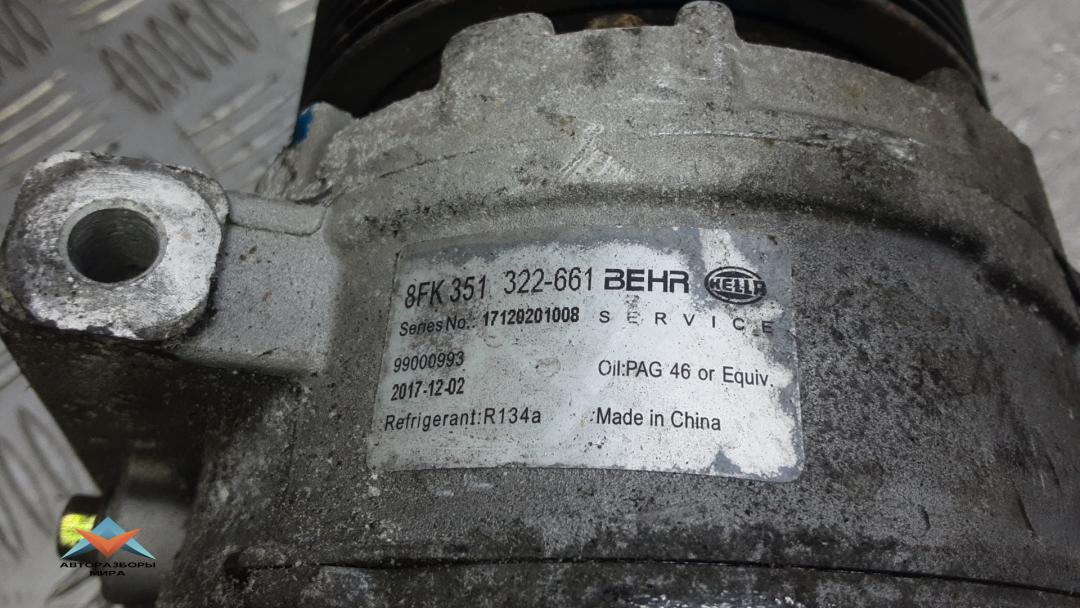 8FK 351 322-661 BEHR HELLA
Series No.: 17120201008 SERVICE
99000993
2017-12-02
Oil:PAG 46 or Equiv.
Refrigerant:R134a
Made in China
АВТОРАЗБОРЫ
МИРА